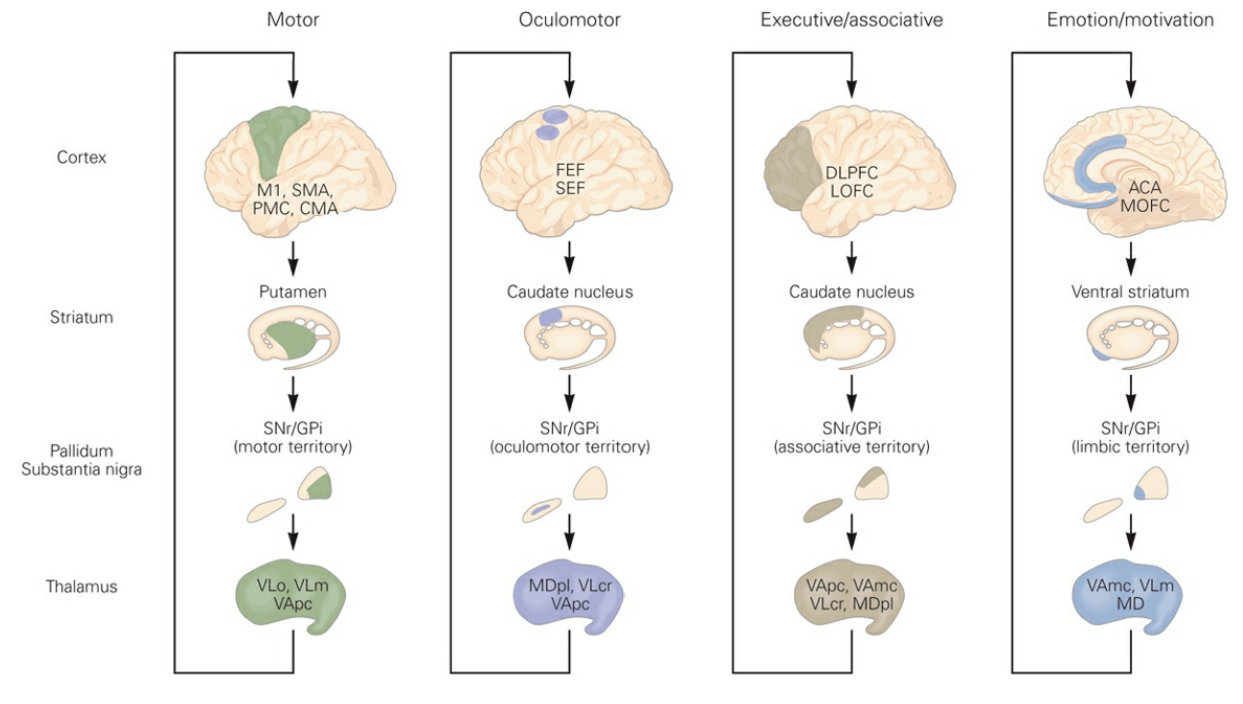 Motor
Oculomotor
Executive/associative
Emotion/motivation
Cortex
M1, SMA,
PMC, CMA
FEF
SEF
DLPFC
LOFC
ACA
MOFC
Striatum
Putamen
Caudate nucleus
Caudate nucleus
Ventral striatum
Pallidum
Substantia nigra
SNr/GPi
(motor territory)
SNr/GPi
(oculomotor territory)
SNr/GPi
(associative territory)
SNr/GPi
(limbic territory)
Thalamus
VLo, VLm
VApc
MDpl, VLcr
VApc
VApc, VAmc
VLcr, MDpl
VAmc, VLm
MD